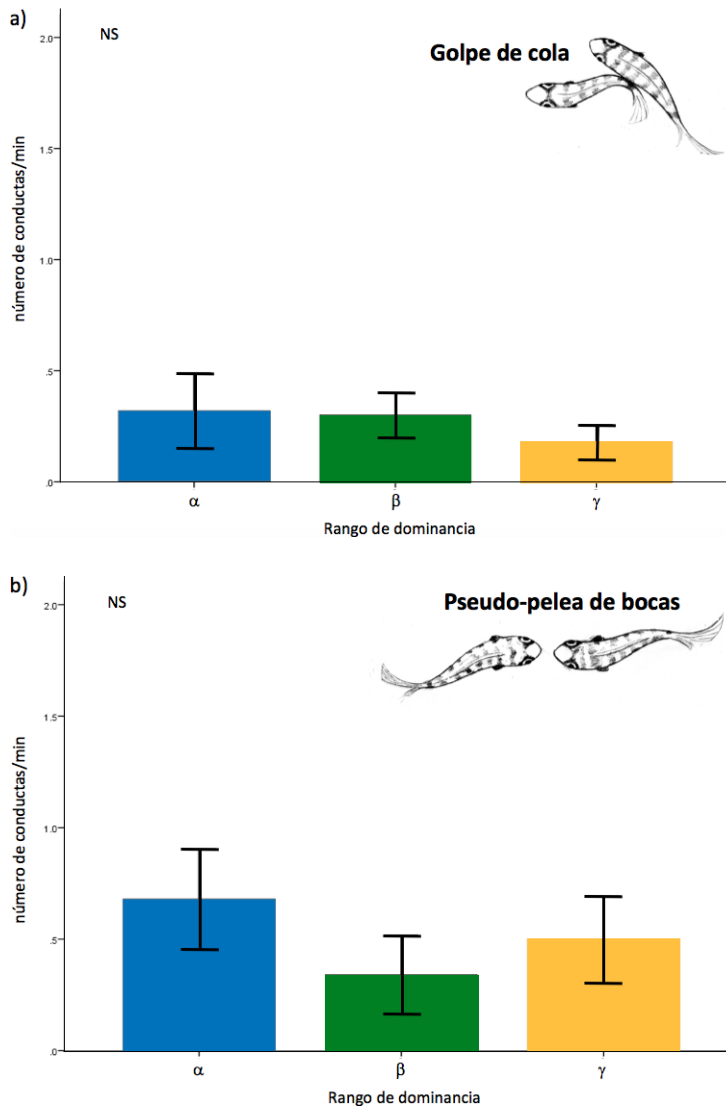 a)
NS
Golpe de cola
número de conductas/min
2.0
1.5
1.0
.5
.0
α
β
γ
Rango de dominancia
b)
NS
Pseudo-pelea de bocas
número de conductas/min
2.0
1.5
1.0
.5
.0
α
β
γ
Rango de dominancia